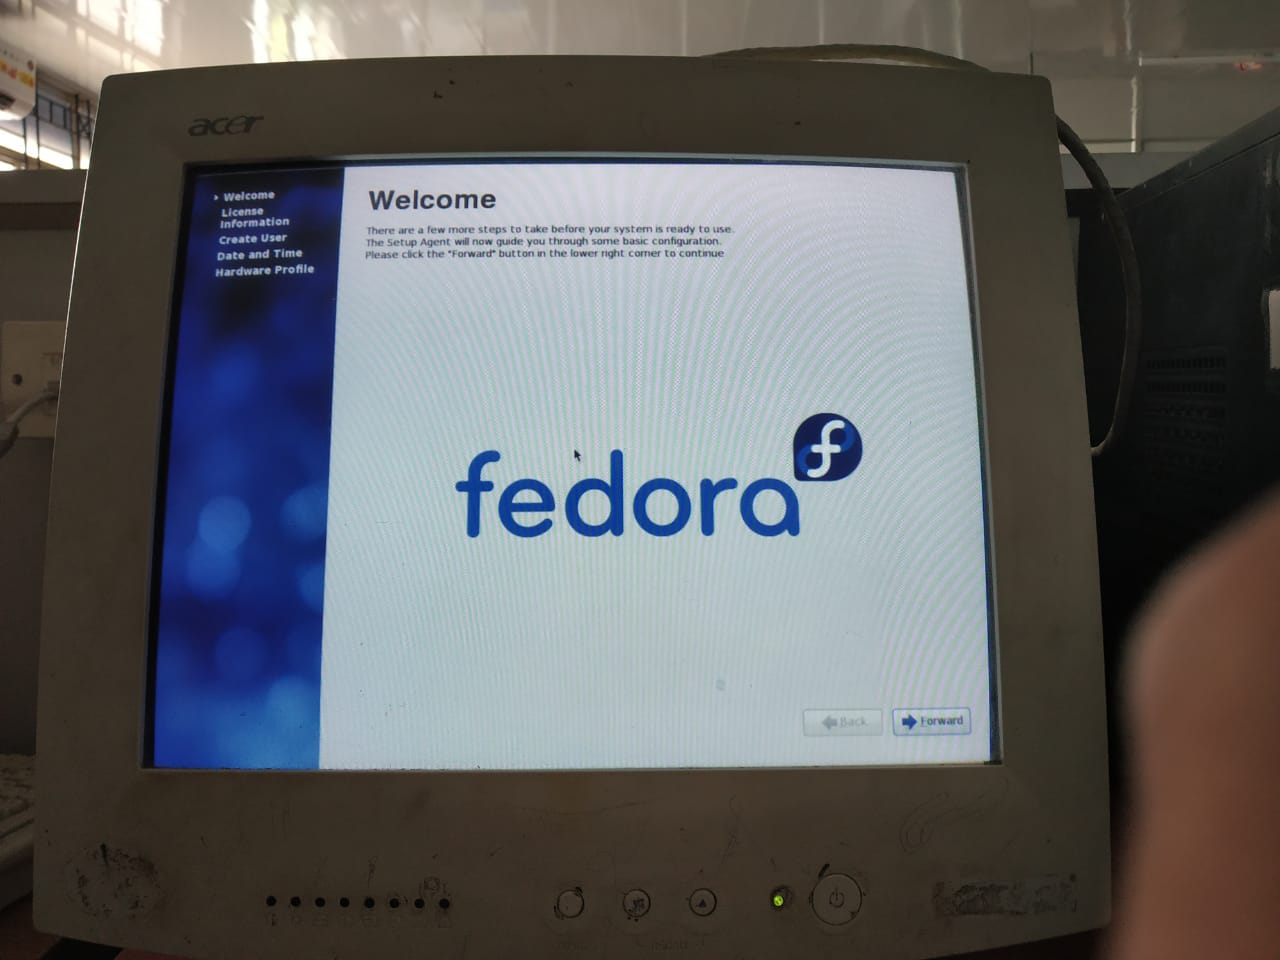 acer
Welcome
License
Information
Create User
Date and Time
Hardware Profile
Welcome
There are a few more steps to take before your system is ready to use.
The Setup Agent will now guide you through some basic configuration.
Please click the "Forward" button in the lower right corner to continue
fedora
Back
Forward